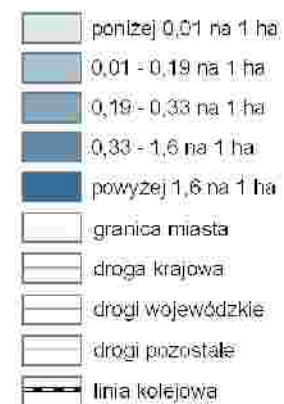 poniżej 0,01 na 1 ha
0,01 - 0,19 na 1 ha
0,19 - 0,33 na 1 ha
0,33 - 1,6 na 1 ha
powyżej 1,6 na 1 ha
granica miasta
droga krajowa
drogi wojewódzkie
drogi pozostałe
linia kolejowa